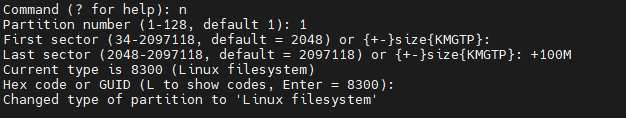 Command (? for help): n
Partition number (1-128, default 1): 1
First sector (34-2097118, default = 2048) or {+-}size{KMGTP}:
Last sector (2048-2097118, default = 2097118) or {+-}size{KMGTP}: +100M
Current type is 8300 (Linux filesystem)
Hex code or GUID (L to show codes, Enter = 8300):
Changed type of partition to 'Linux filesystem'